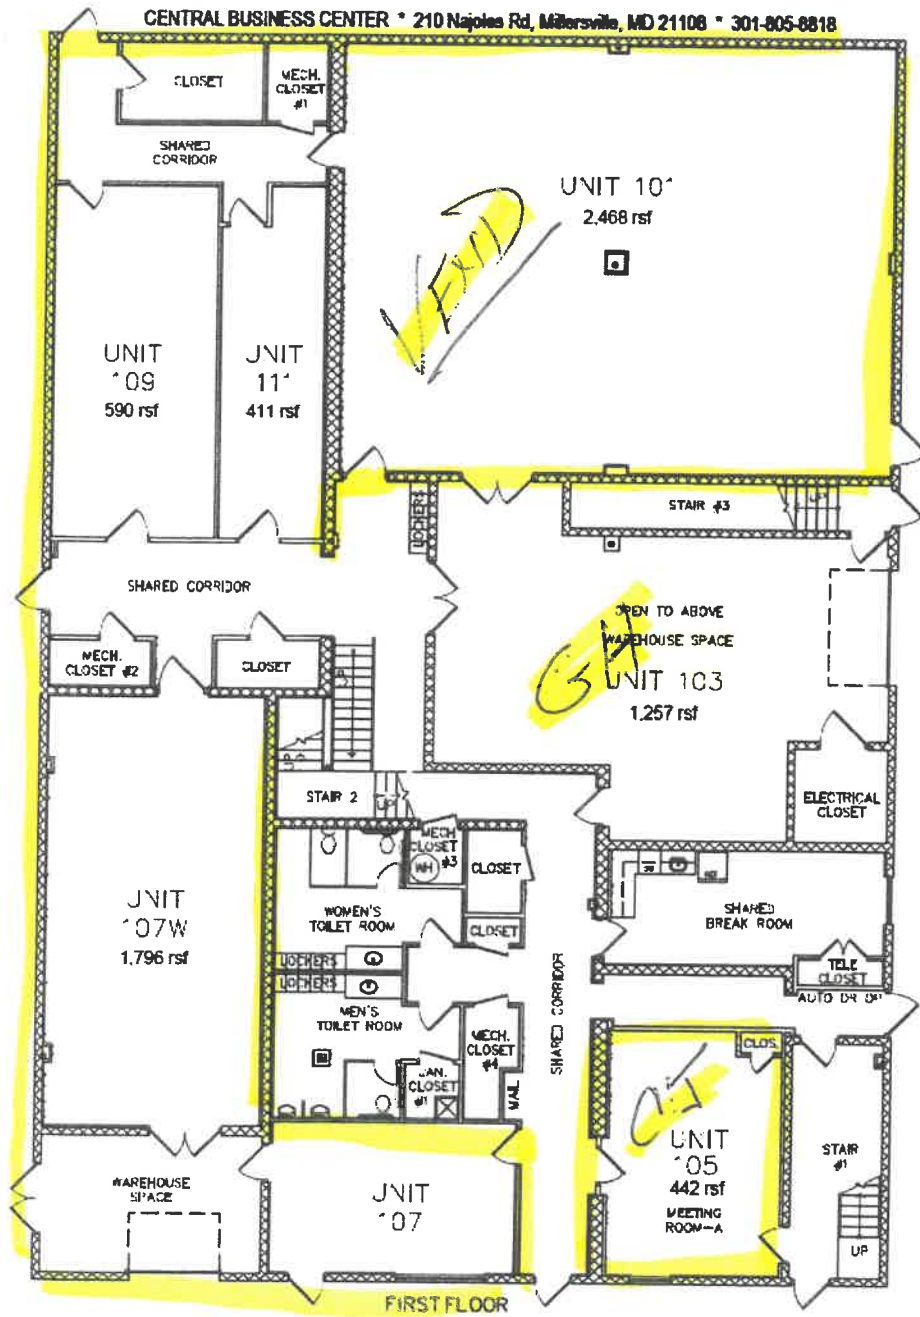 CENTRAL BUSINESS CENTER * 210 Najoles Rd, Millersville, MD 21108 * 301-805-8818
CLOSET
MECH.
CLOSET
#1
SHARED
CORRIDOR
UNIT 101
2,468 rsf
EXIT
UNIT
109
590 rsf
UNIT
111
411 rsf
LOCKERS
STAIR #3
UP
SHARED CORRIDOR
OPEN TO ABOVE
WAREHOUSE SPACE
GH
UNIT 103
1,257 rsf
MECH.
CLOSET #2
CLOSET
UP
STAIR 2
UP
ELECTRICAL
CLOSET
MECH
CLOSET
#3
WH
CLOSET
UNIT
107W
1,796 rsf
WOMEN'S
TOILET ROOM
CLOSET
SHARED
BREAK ROOM
LOCKERS
LOCKERS
TELE
CLOSET
AUTO DR OP
MEN'S
TOILET ROOM
MECH.
CLOSET
#4
SHARED CORRIDOR
CLOS.
JAN.
CLOSET
#1
MAIL
UNIT
105
442 rsf
MEETING
ROOM-A
STAIR
#1
WAREHOUSE
SPACE
UNIT
107
UP
FIRST FLOOR